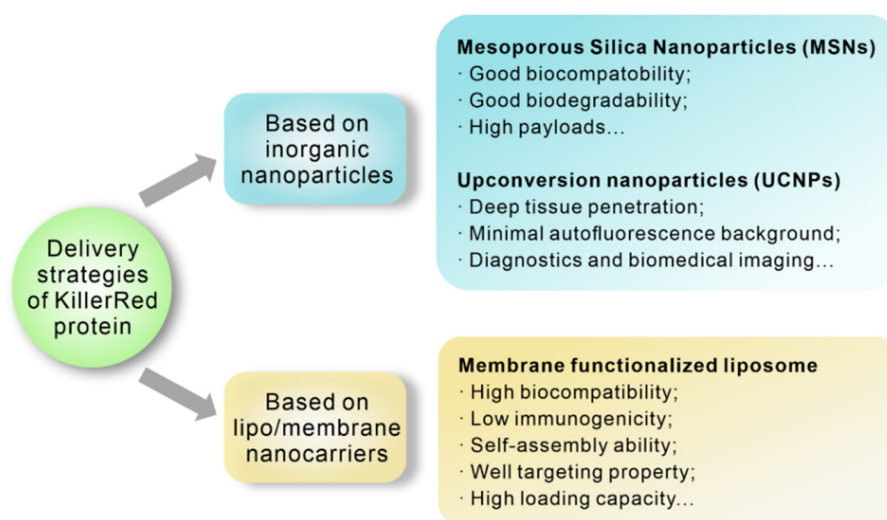 Delivery
strategies
of KillerRed
protein
Based on
inorganic
nanoparticles
Mesoporous Silica Nanoparticles (MSNs)
· Good biocompatobility;
· Good biodegradability;
· High payloads...
Upconversion nanoparticles (UCNPs)
· Deep tissue penetration;
· Minimal autofluorescence background;
· Diagnostics and biomedical imaging...
Based on
lipo/membrane
nanocarriers
Membrane functionalized liposome
· High biocompatibility;
· Low immunogenicity;
· Self-assembly ability;
· Well targeting property;
· High loading capacity...